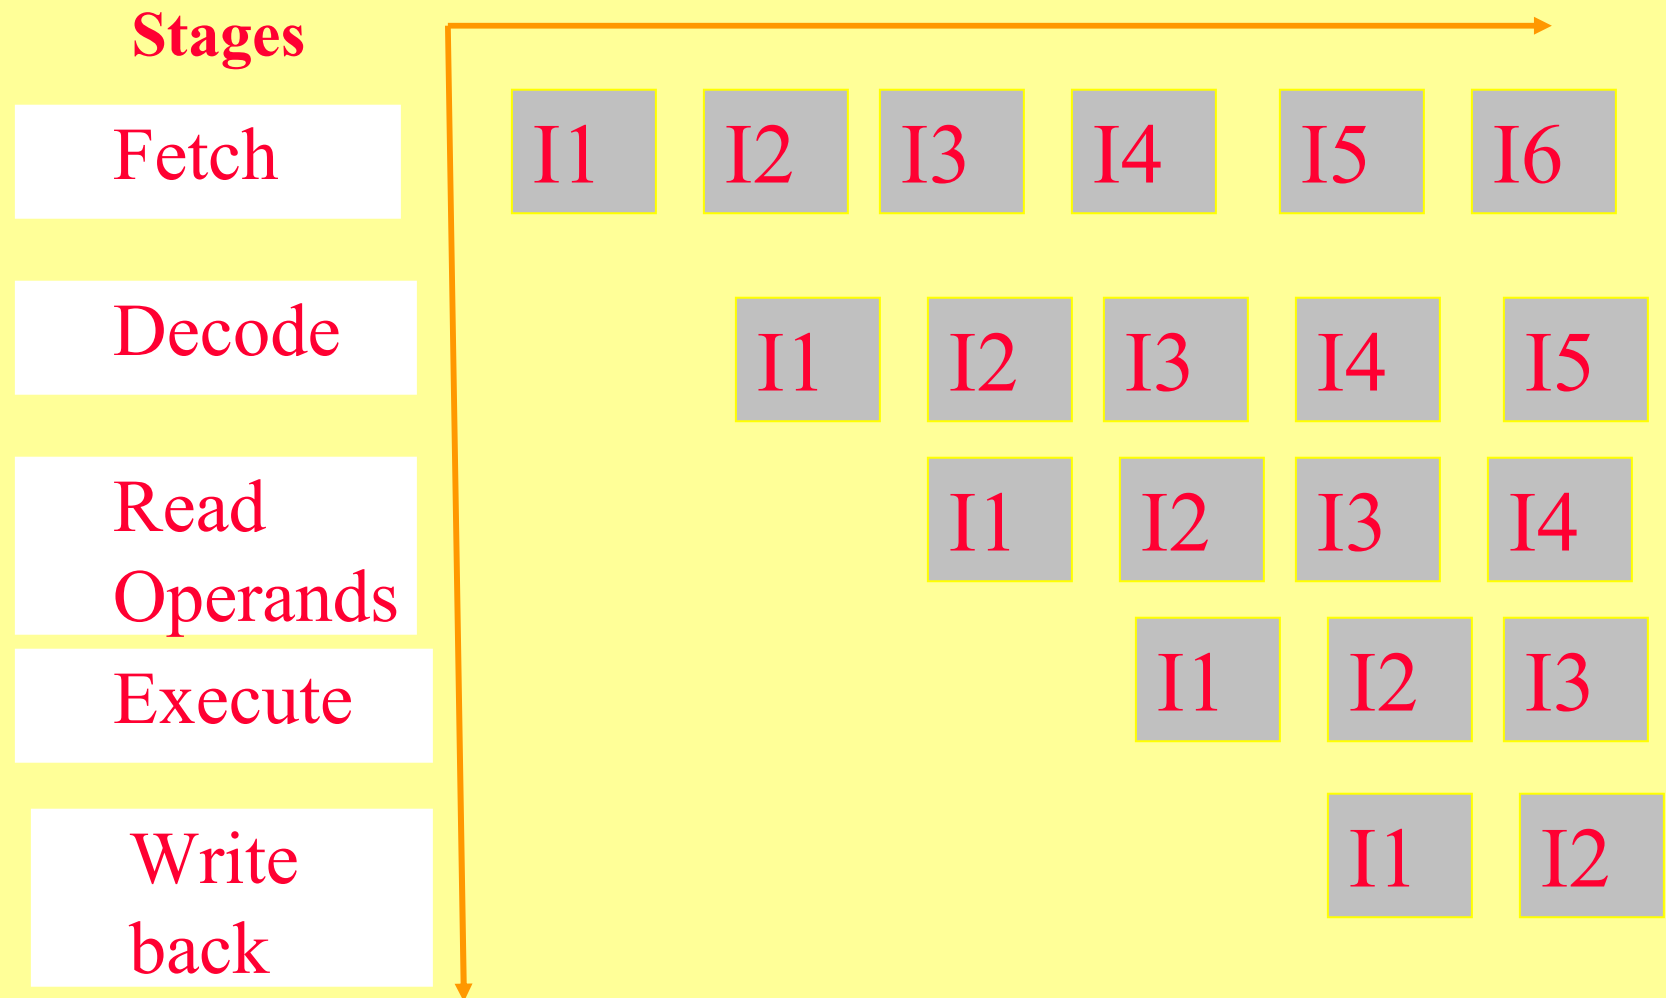 Stages
Fetch I1 I2 I3 I4 I5 I6
Decode I1 I2 I3 I4 I5
Read I1 I2 I3 I4
Operands
Execute I1 I2 I3
Write I1 I2
back